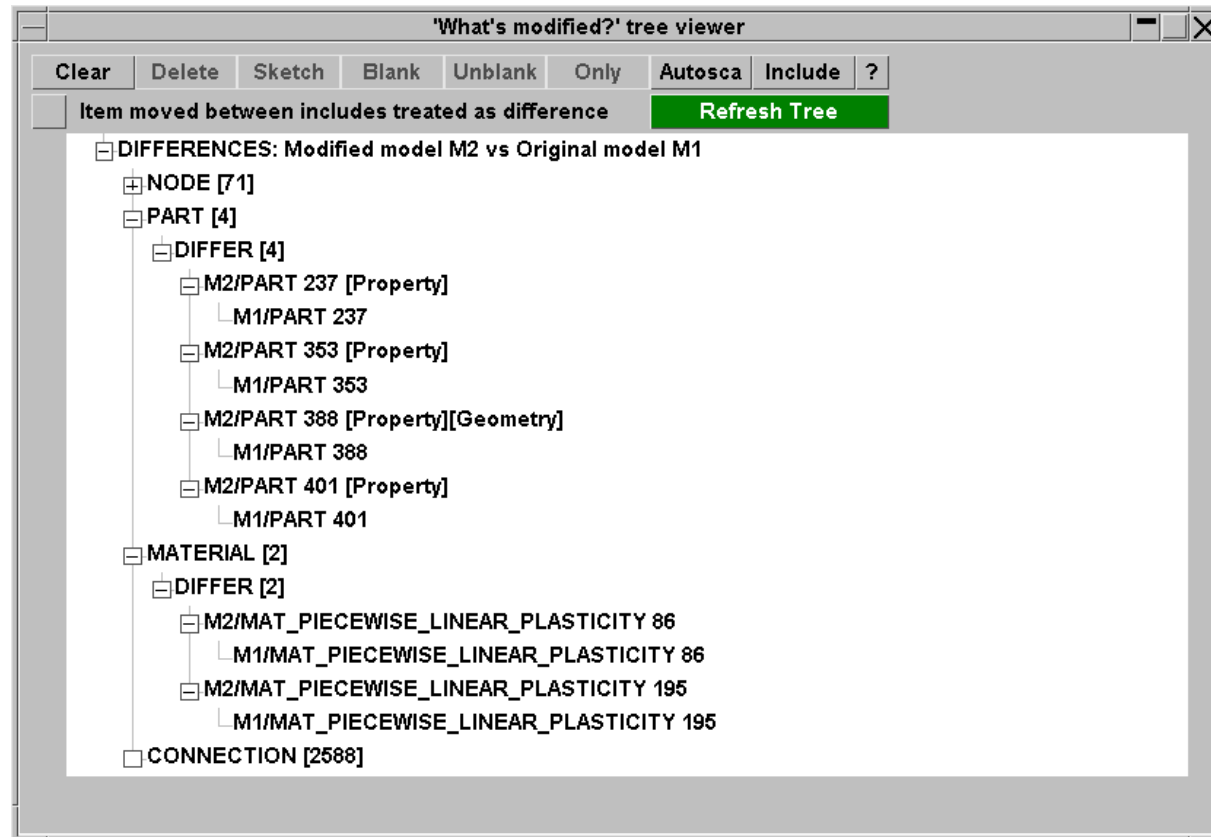 'What's modified?' tree viewer
Clear Delete Sketch Blank Unblank Only Autosca Include ?
Item moved between includes treated as difference Refresh Tree
DIFFERENCES: Modified model M2 vs Original model M1
NODE [71]
PART [4]
DIFFER [4]
M2/PART 237 [Property]
M1/PART 237
M2/PART 353 [Property]
M1/PART 353
M2/PART 388 [Property][Geometry]
M1/PART 388
M2/PART 401 [Property]
M1/PART 401
MATERIAL [2]
DIFFER [2]
M2/MAT_PIECEWISE_LINEAR_PLASTICITY 86
M1/MAT_PIECEWISE_LINEAR_PLASTICITY 86
M2/MAT_PIECEWISE_LINEAR_PLASTICITY 195
M1/MAT_PIECEWISE_LINEAR_PLASTICITY 195
CONNECTION [2588]